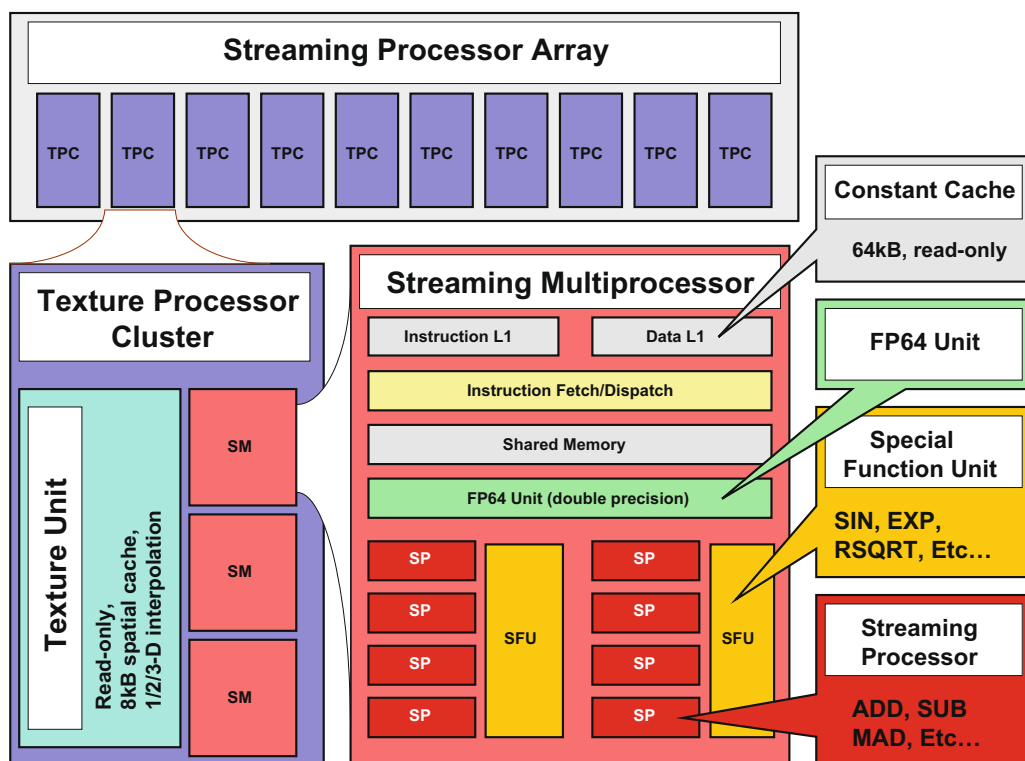 Streaming Processor Array
TPC TPC TPC TPC TPC TPC TPC TPC TPC TPC
Constant Cache
64kB, read-only
Texture Processor
Cluster
Texture Unit
Read-only,
8kB spatial cache,
1/2/3-D interpolation
SM
SM
SM
Streaming Multiprocessor
Instruction L1
Data L1
Instruction Fetch/Dispatch
Shared Memory
FP64 Unit (double precision)
SP
SP
SP
SP
SFU
SP
SP
SP
SP
SFU
FP64 Unit
Special
Function Unit
SIN, EXP,
RSQRT, Etc…
Streaming
Processor
ADD, SUB
MAD, Etc…